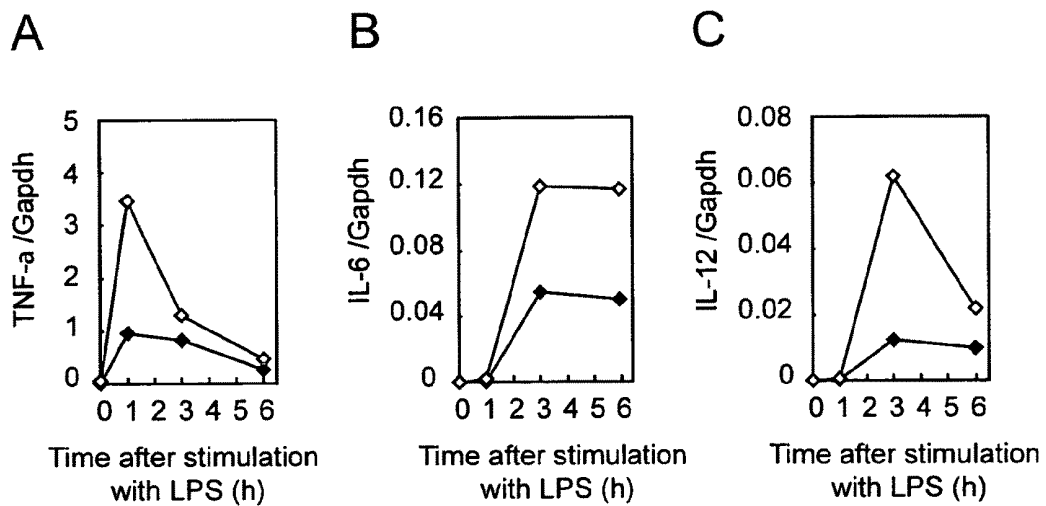 A
TNF-a /Gapdh
5
4
3
2
1
0
0 1 2 3 4 5 6
Time after stimulation
with LPS (h)
B
IL-6 /Gapdh
0.16
0.12
0.08
0.04
0
0 1 2 3 4 5 6
Time after stimulation
with LPS (h)
C
IL-12 /Gapdh
0.08
0.06
0.04
0.02
0
0 1 2 3 4 5 6
Time after stimulation
with LPS (h)